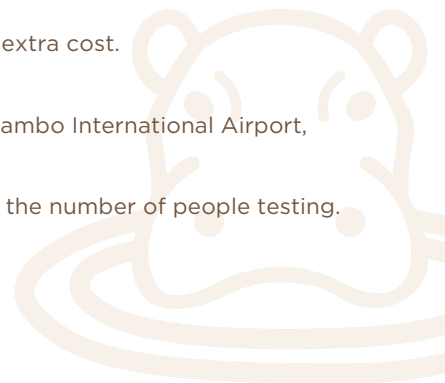 extra cost.
ambo International Airport,
the number of people testing.